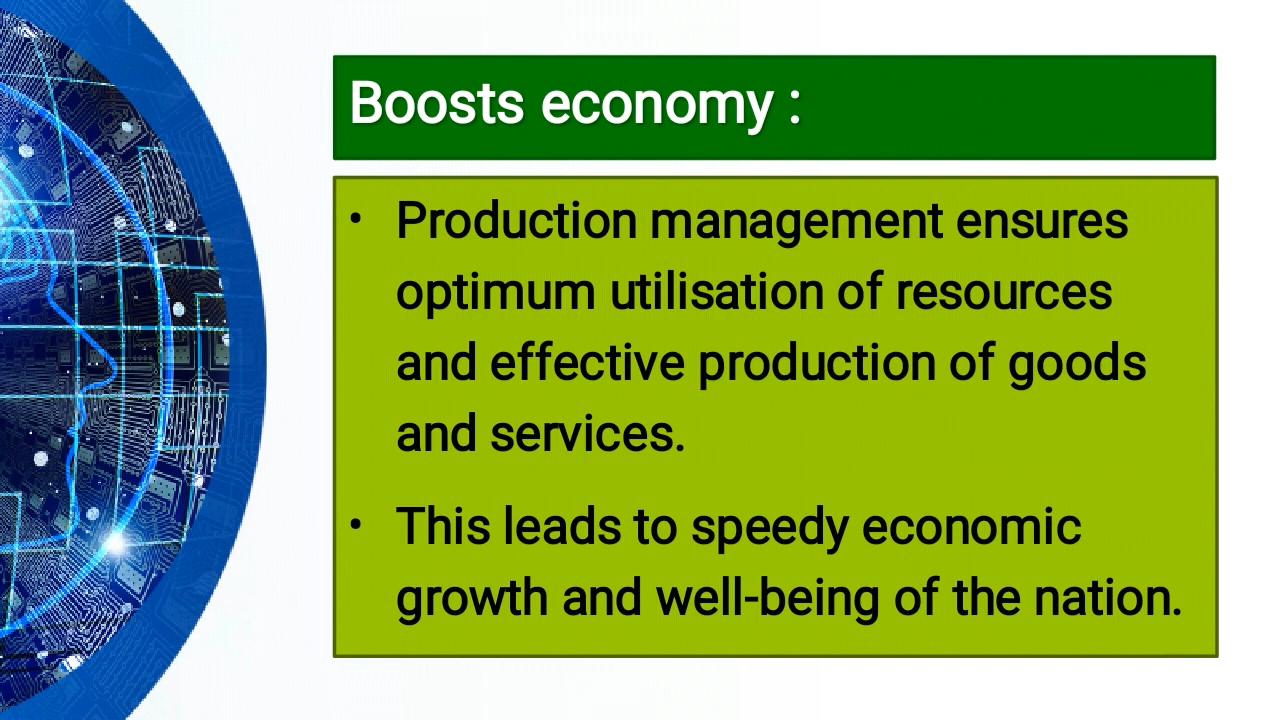 Boosts economy :
• Production management ensures
optimum utilisation of resources
and effective production of goods
and services.
• This leads to speedy economic
growth and well-being of the nation.